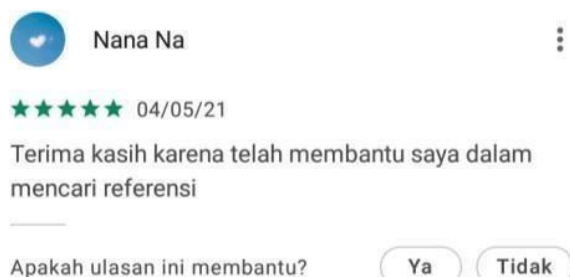 Nana Na
04/05/21
Terima kasih karena telah membantu saya dalam
mencari referensi
Apakah ulasan ini membantu? Ya Tidak